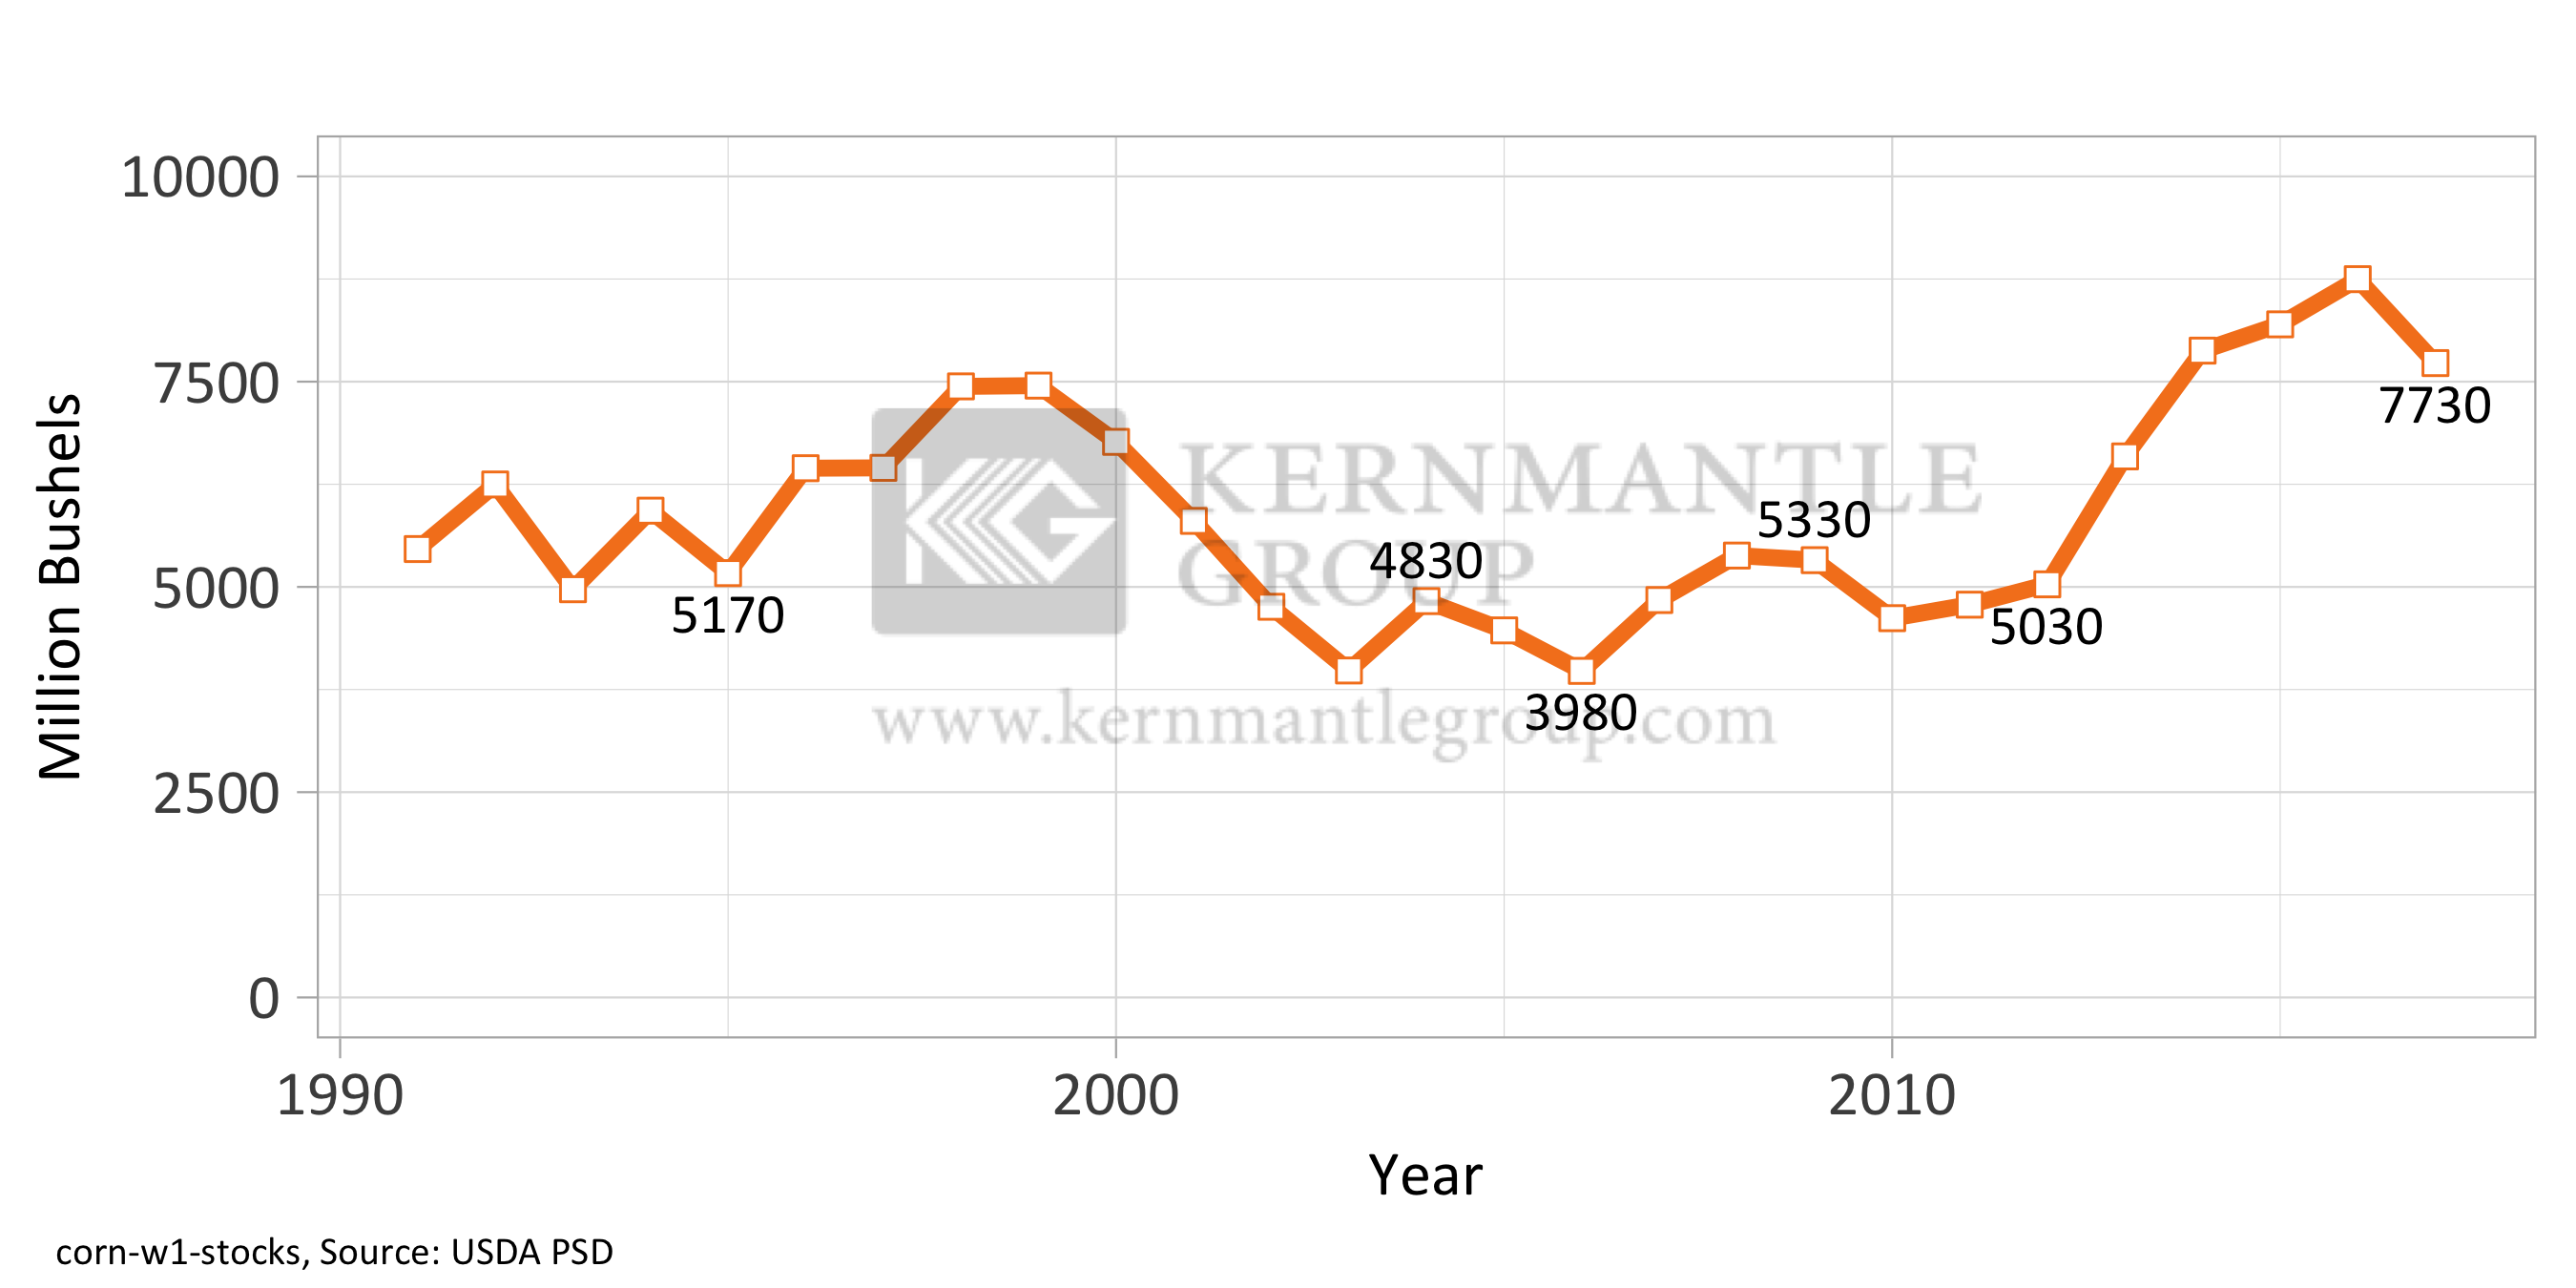 10000
7500
5000
2500
0
Million Bushels
KERNMANTLE
GROUP
www.kernmantlegroup.com
5170
4830
3980
5330
5030
7730
1990
2000
2010
Year
corn-w1-stocks, Source: USDA PSD